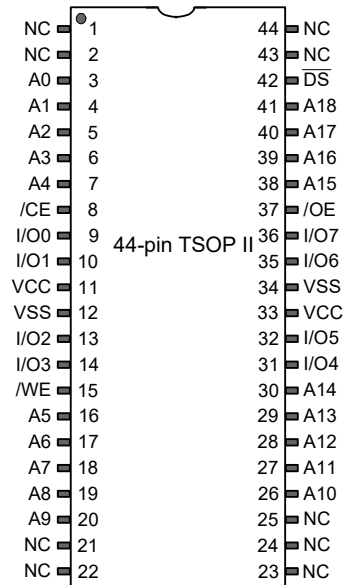 NC 1 44 NC
NC 2 43 NC
A0 3 42 DS
A1 4 41 A18
A2 5 40 A17
A3 6 39 A16
A4 7 38 A15
/CE 8 37 /OE
I/O0 9 36 I/O7
44-pin TSOP II
I/O1 10 35 I/O6
VCC 11 34 VSS
VSS 12 33 VCC
I/O2 13 32 I/O5
I/O3 14 31 I/O4
/WE 15 30 A14
A5 16 29 A13
A6 17 28 A12
A7 18 27 A11
A8 19 26 A10
A9 20 25 NC
NC 21 24 NC
NC 22 23 NC